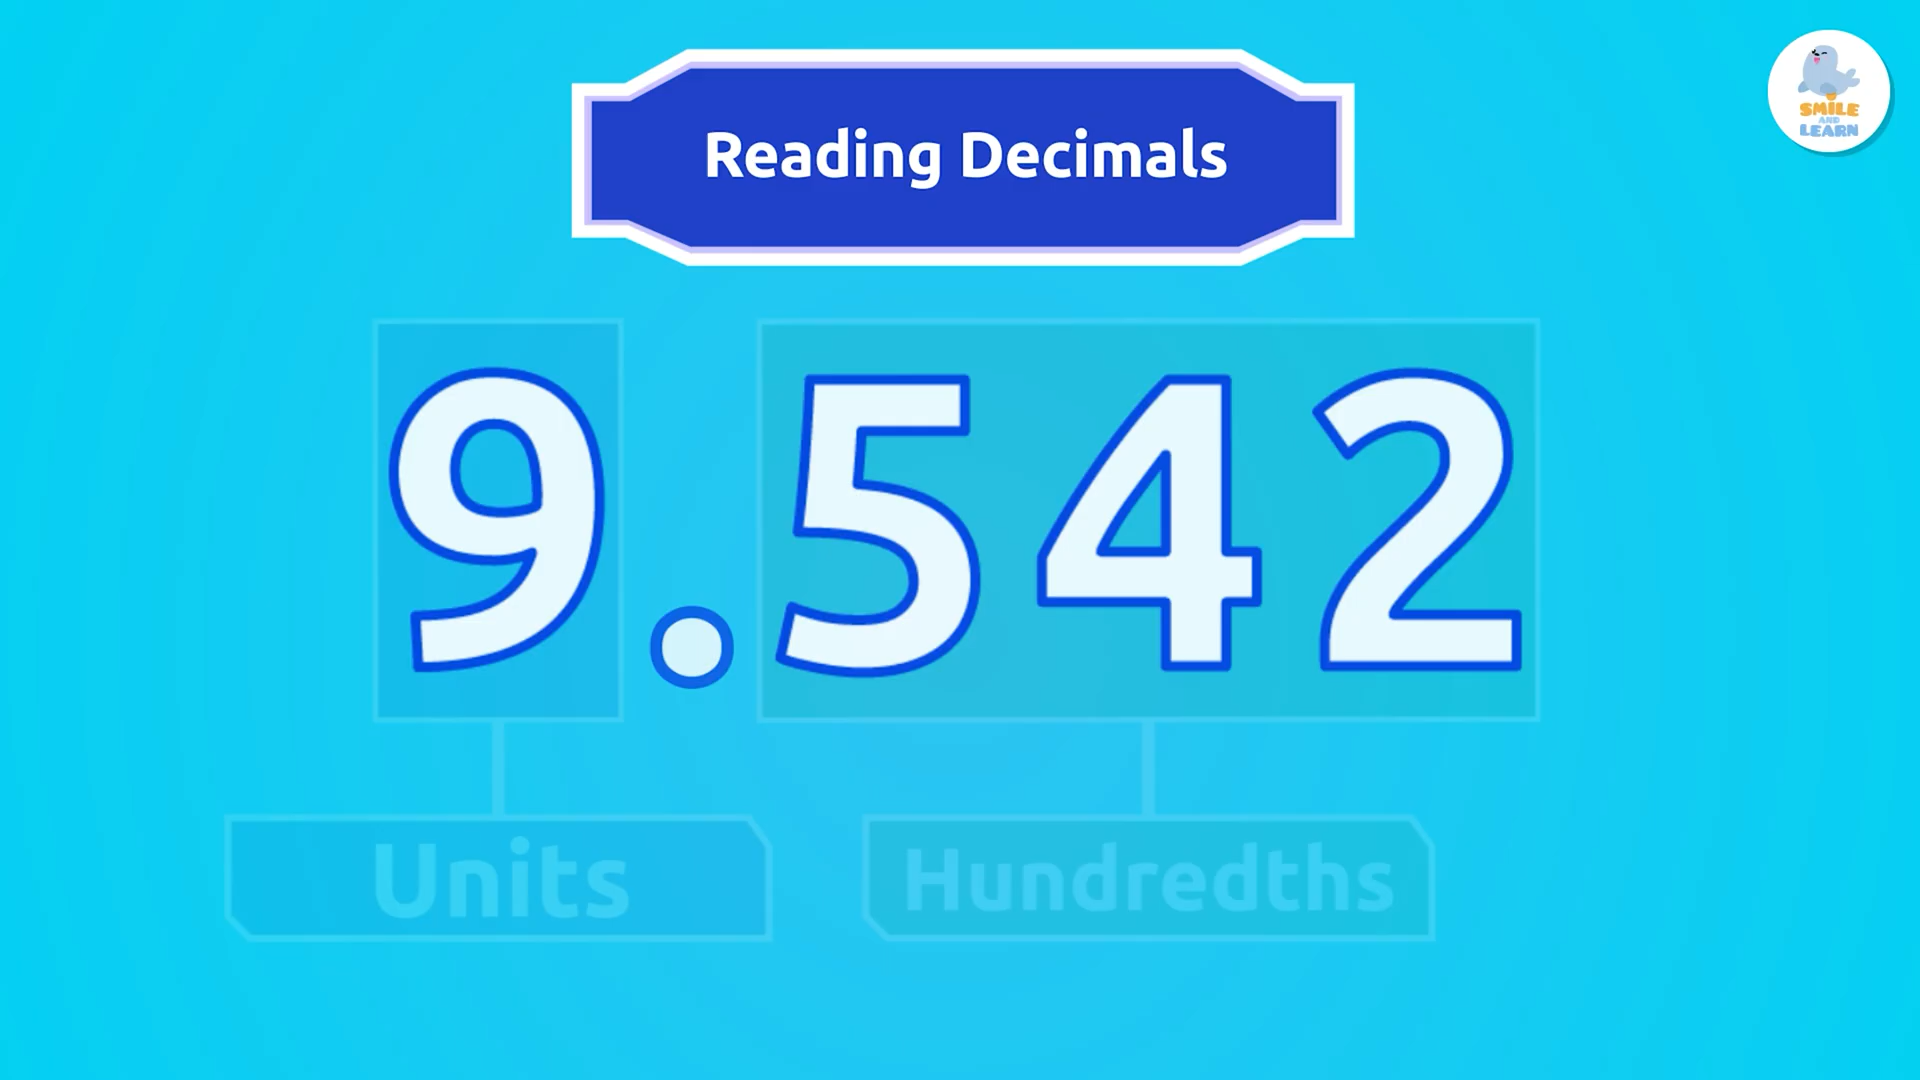 Reading Decimals
SMILE
AND
LEARN
9.542
Units
Hundredths